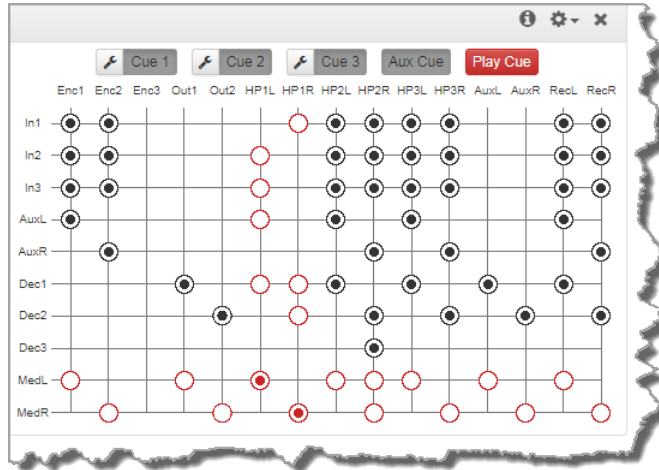 Cue 1 Cue 2 Cue 3 Aux Cue Play Cue
Enc1 Enc2 Enc3 Out1 Out2 HP1L HP1R HP2L HP2R HP3L HP3R AuxL AuxR RecL RecR
In1
In2
In3
AuxL
AuxR
Dec1
Dec2
Dec3
MedL
MedR